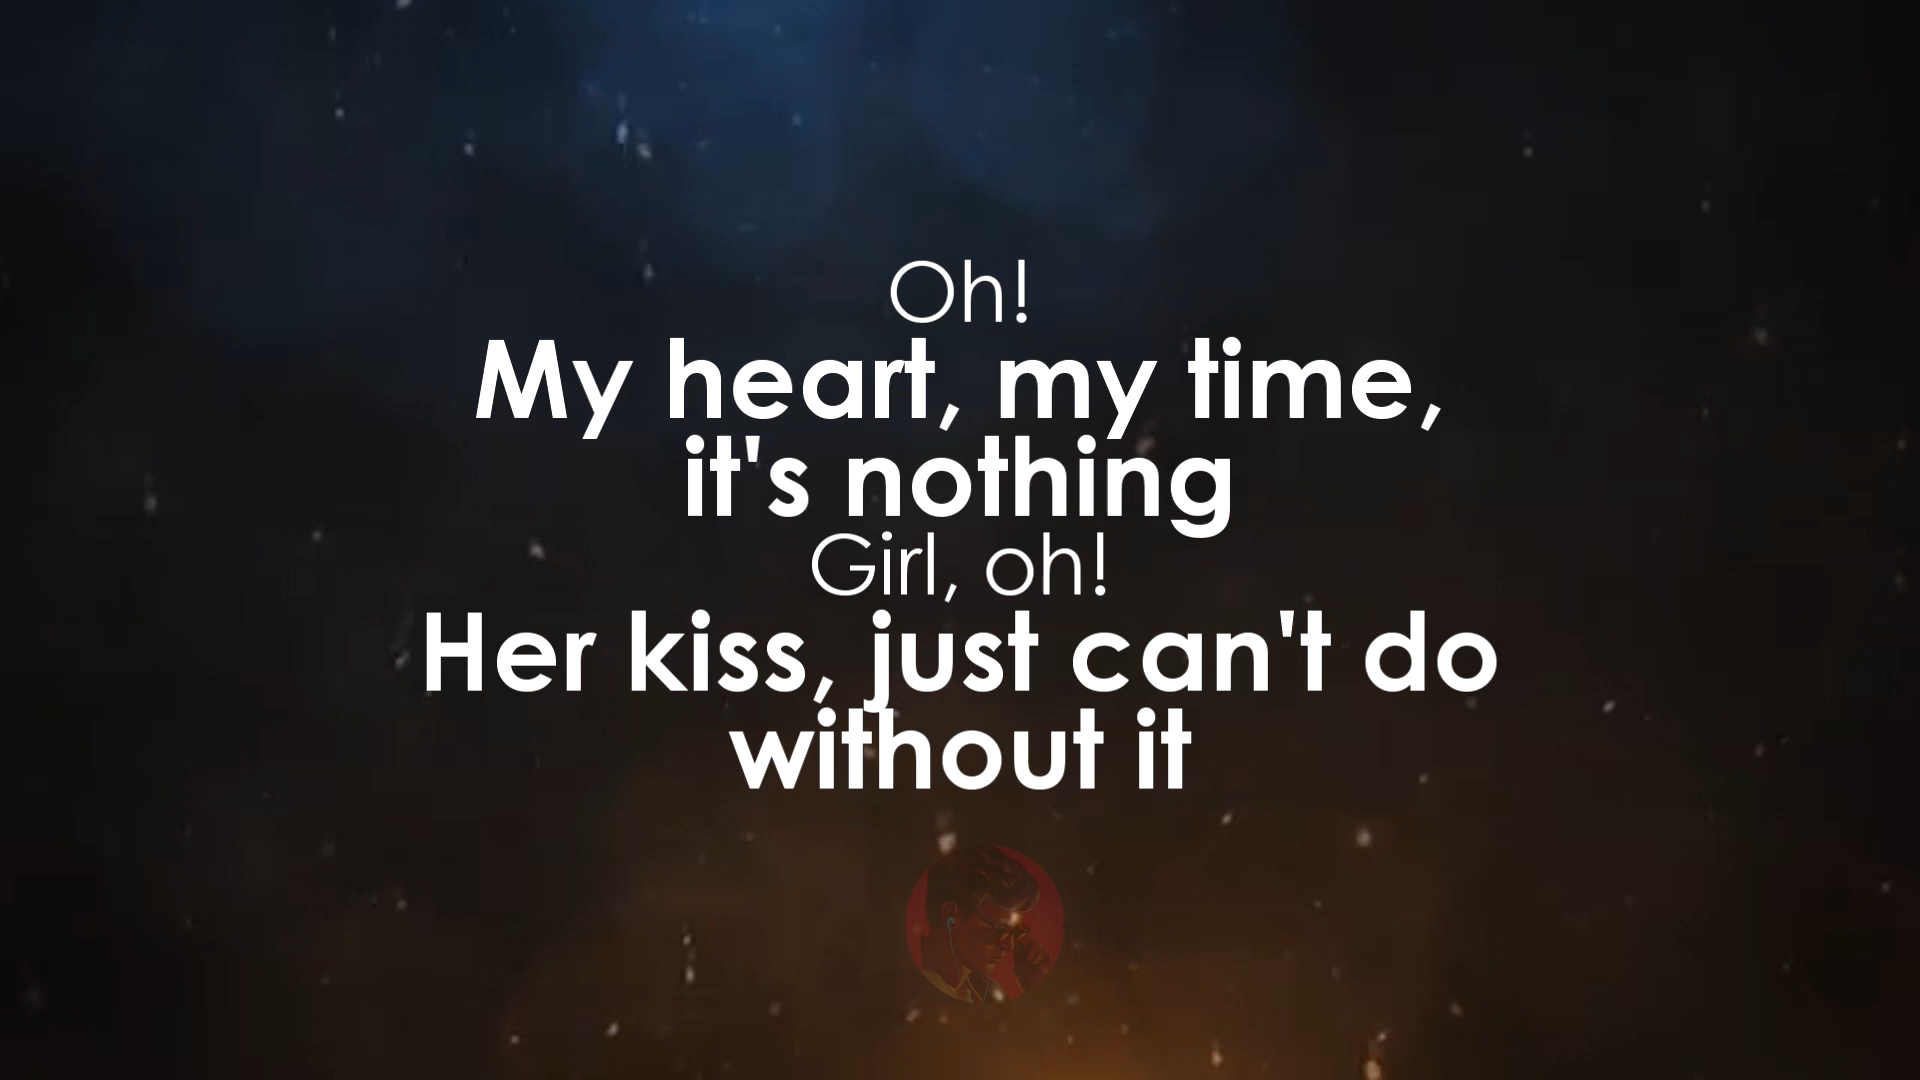 Oh!
My heart, my time,
it's nothing
Girl, oh!
Her kiss, just can't do
without it